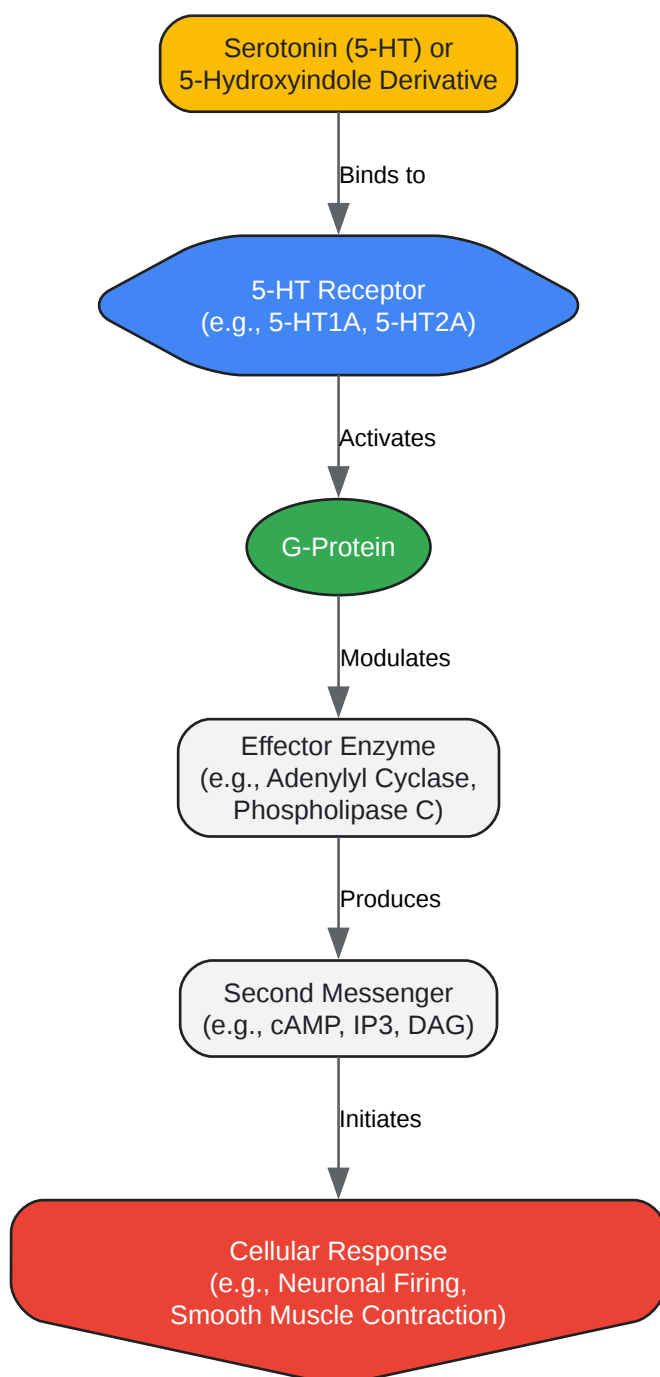 Serotonin (5-HT) or
5-Hydroxyindole Derivative
Binds to
5-HT Receptor
(e.g., 5-HT1A, 5-HT2A)
Activates
G-Protein
Modulates
Effector Enzyme
(e.g., Adenylyl Cyclase,
Phospholipase C)
Produces
Second Messenger
(e.g., cAMP, IP3, DAG)
Initiates
Cellular Response
(e.g., Neuronal Firing,
Smooth Muscle Contraction)